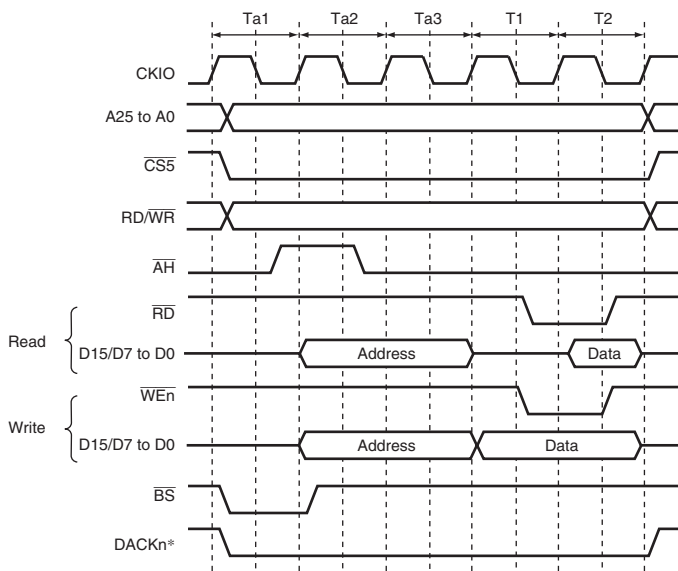 Ta1 Ta2 Ta3 T1 T2
CKIO
A25 to A0
CS5
RD/WR
AH
RD
Read
D15/D7 to D0 Address Data
WEn
Write
D15/D7 to D0 Address Data
BS
DACKn*